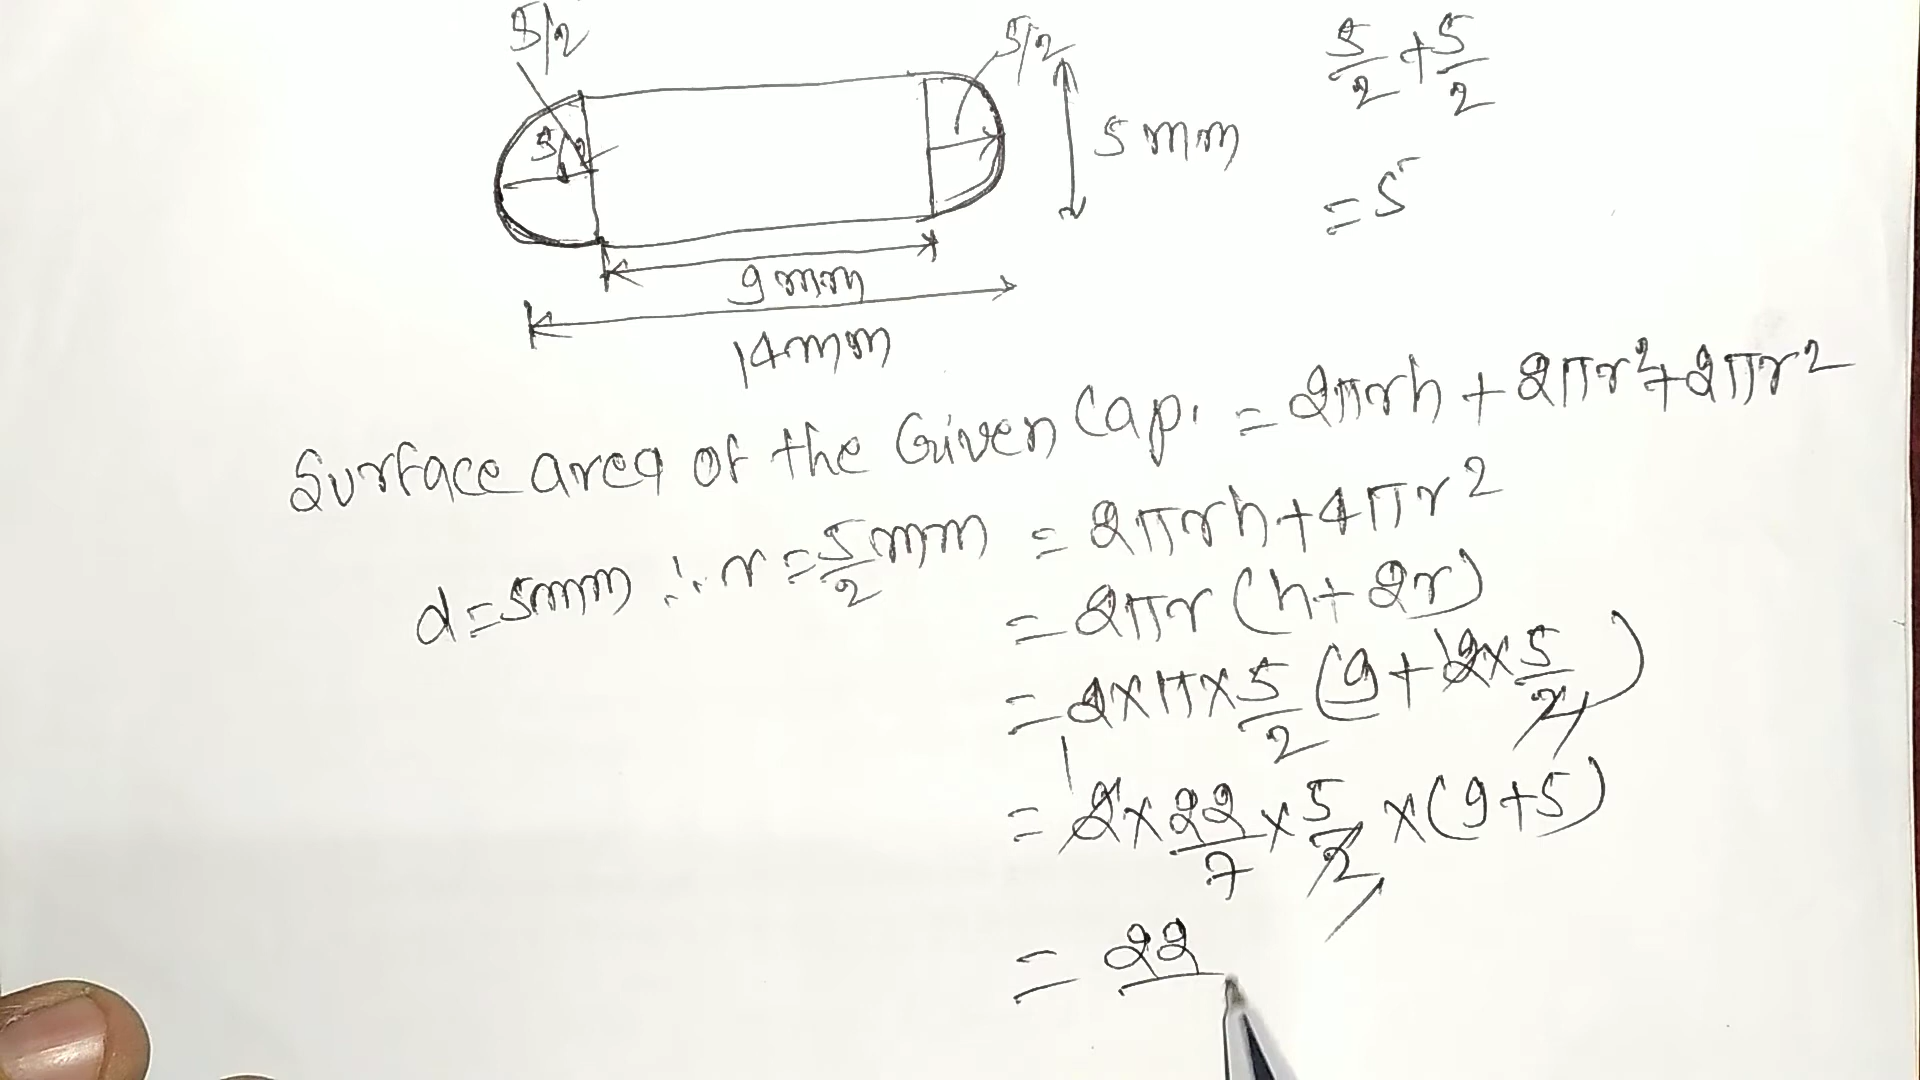 5/2
5/2
5/2 + 5/2
5
2
5 mm
= 5
9 mm
14 mm
Surface area of the Given Cap. = 2πrh + 2πr² + 2πr²
d = 5mm ∴ r = 5/2 mm = 2πrh + 4πr²
= 2πr (h + 2r)
= 2 × π × 5/2 (9 + 2 × 5/2)
= 2 × 22/7 × 5/2 × (9 + 5)
= 22